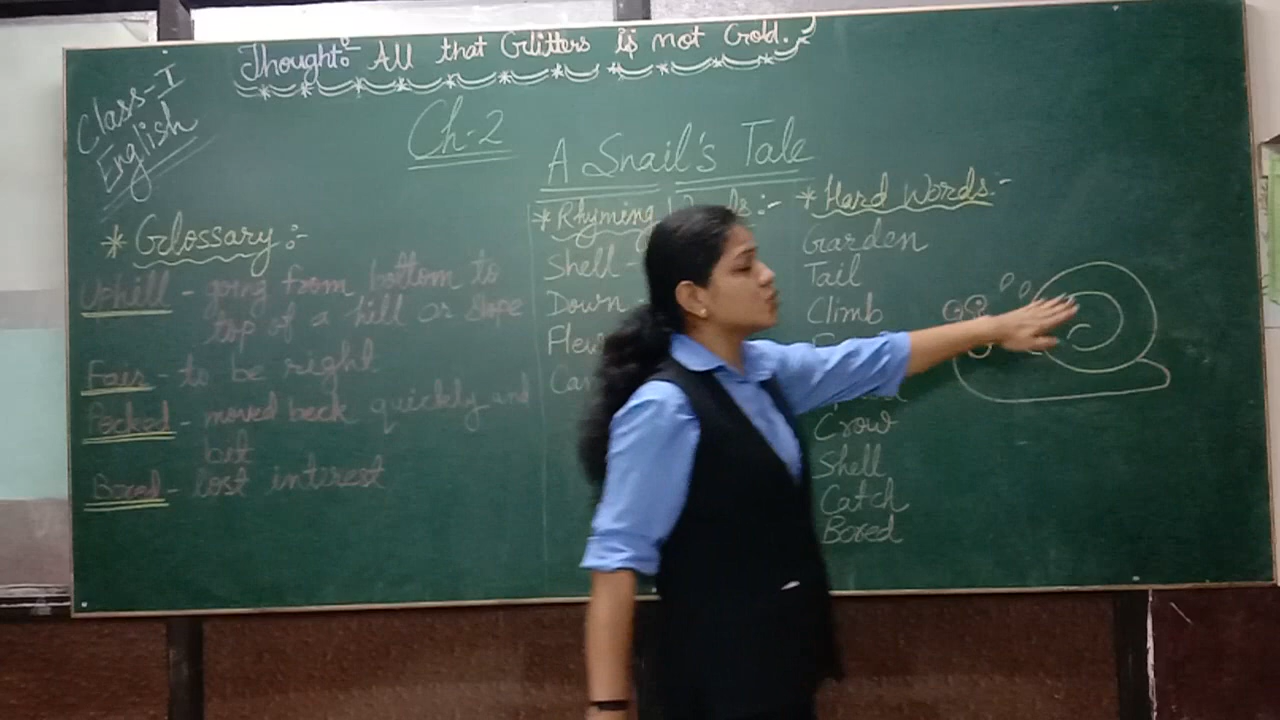 Thought:- All that Glitters is not Gold.
Class-I
English
Ch-2
A Snail's Tale
* Glossary:-
Uphill - going from bottom to
top of a hill or slope
Fair - to be right
Pecked - moved back quickly and
bit
Bored - lost interest
* Rhyming
Shell -
Down -
* Hard Words:-
Garden
Tail
Climb
Crow
Shell
Catch
Bored